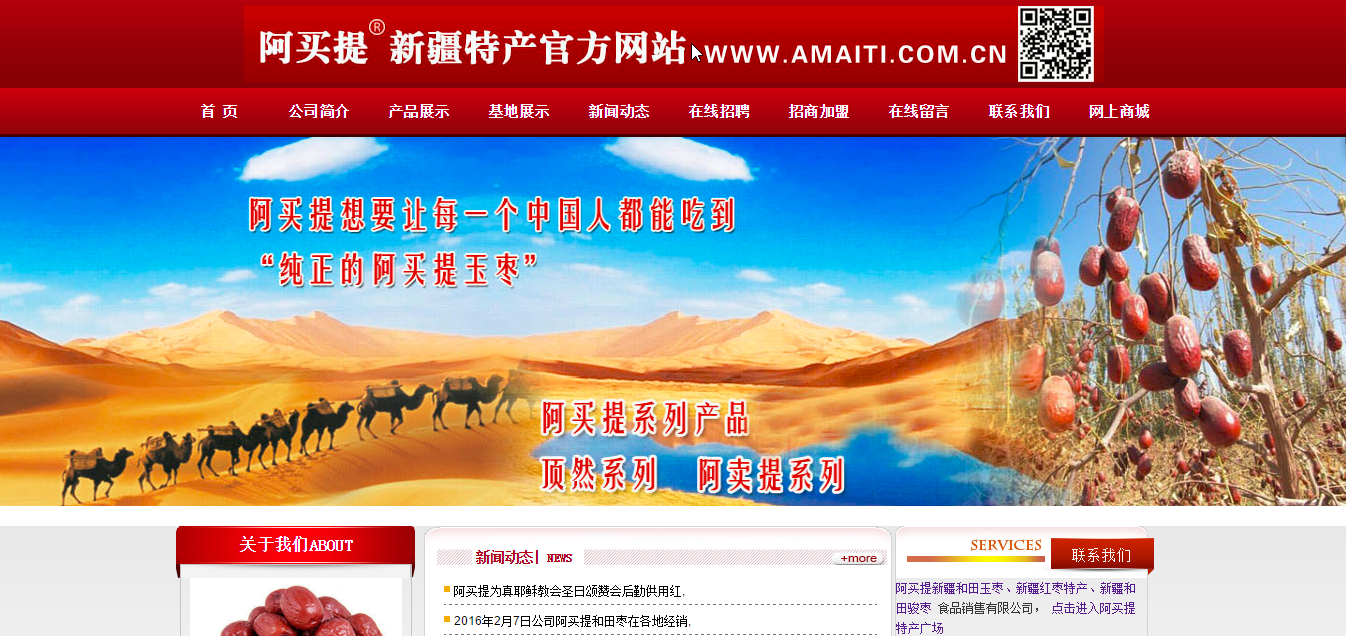 阿买提®新疆特产官方网站-WWW.AMAITI.COM.CN
首 页 公司简介 产品展示 基地展示 新闻动态 在线招聘 招商加盟 在线留言 联系我们 网上商城
阿买提想要让每一个中国人都能吃到
“纯正的阿买提玉枣”
阿买提系列产品
顶然系列 阿卖提系列
关于我们ABOUT
新闻动态| NEWS
+more
阿买提为真耶稣教会圣日颂赞会后勤供用红,
2016年2月7日公司阿买提和田枣在各地经销,
SERVICES
联系我们
阿买提新疆和田玉枣、新疆红枣特产、新疆和
田骏枣 食品销售有限公司， 点击进入阿买提
特产广场